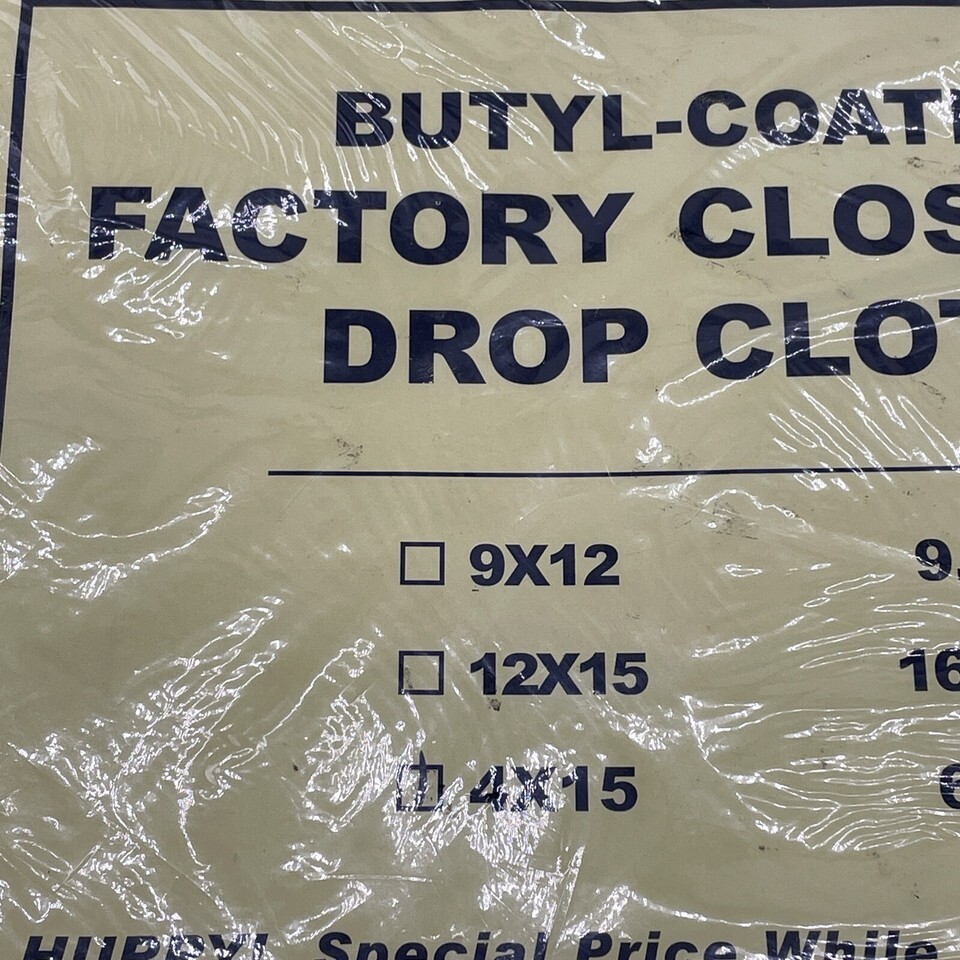 BUTYL-COAT
FACTORY CLOS
DROP CLOT
☐ 9X12 9.
☐ 12X15 16
☐ 4X15 6
HURRY! Special Price While